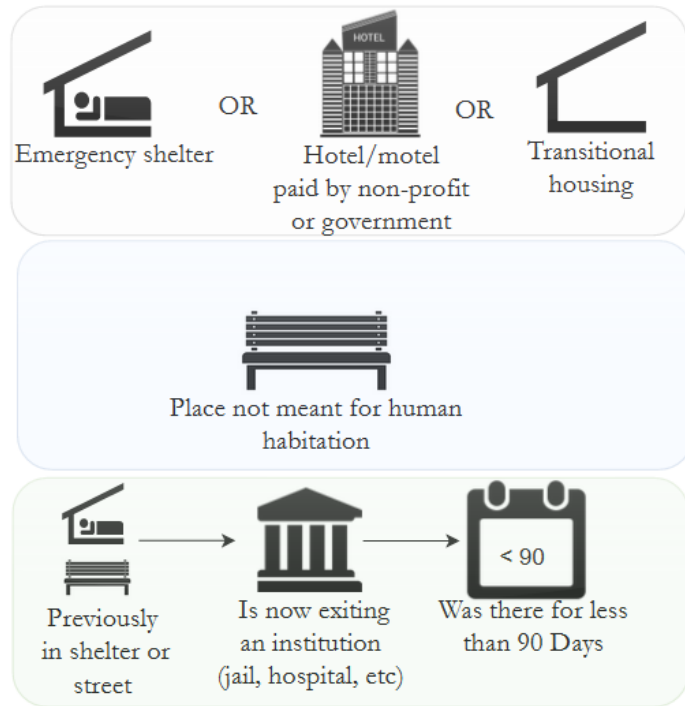 HOTEL
OR
OR
Emergency shelter
Hotel/motel
paid by non-profit
or government
Transitional
housing
Place not meant for human
habitation
< 90
Previously
in shelter or
street
Is now exiting
an institution
(jail, hospital, etc)
Was there for less
than 90 Days